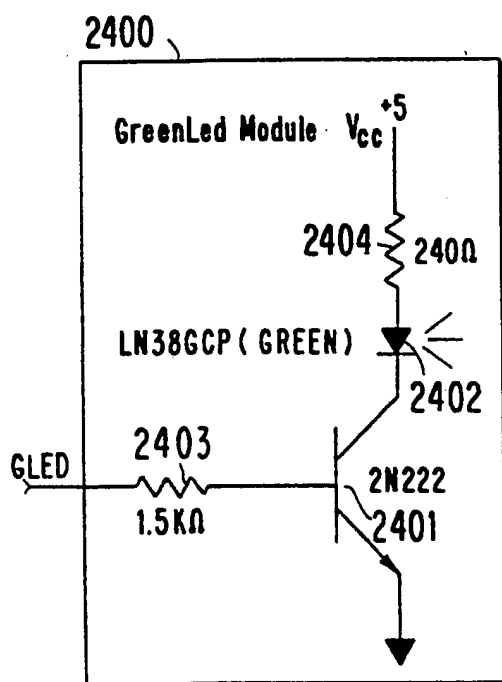 2400
GreenLed Module Vcc +5
2404 240Ω
LN38GCP (GREEN)
2402
GLED
2403
1.5KΩ
2N222
2401